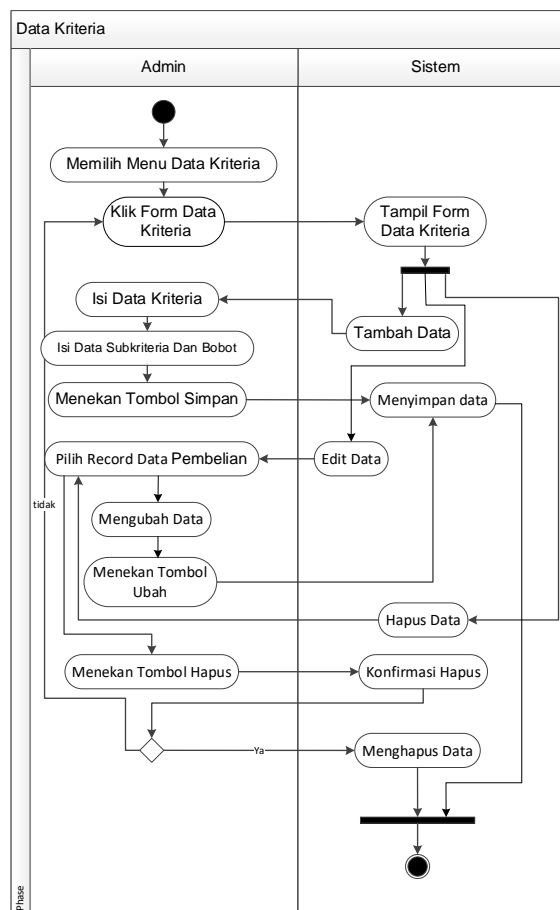 Data Kriteria
Admin
Sistem
Memilih Menu Data Kriteria
Klik Form Data
Kriteria
Tampil Form
Data Kriteria
Isi Data Kriteria
Tambah Data
Isi Data Subkriteria Dan Bobot
Menekan Tombol Simpan
Menyimpan data
Pilih Record Data Pembelian
Edit Data
tidak
Mengubah Data
Menekan Tombol
Ubah
Hapus Data
Menekan Tombol Hapus
Konfirmasi Hapus
Ya
Menghapus Data
Phase